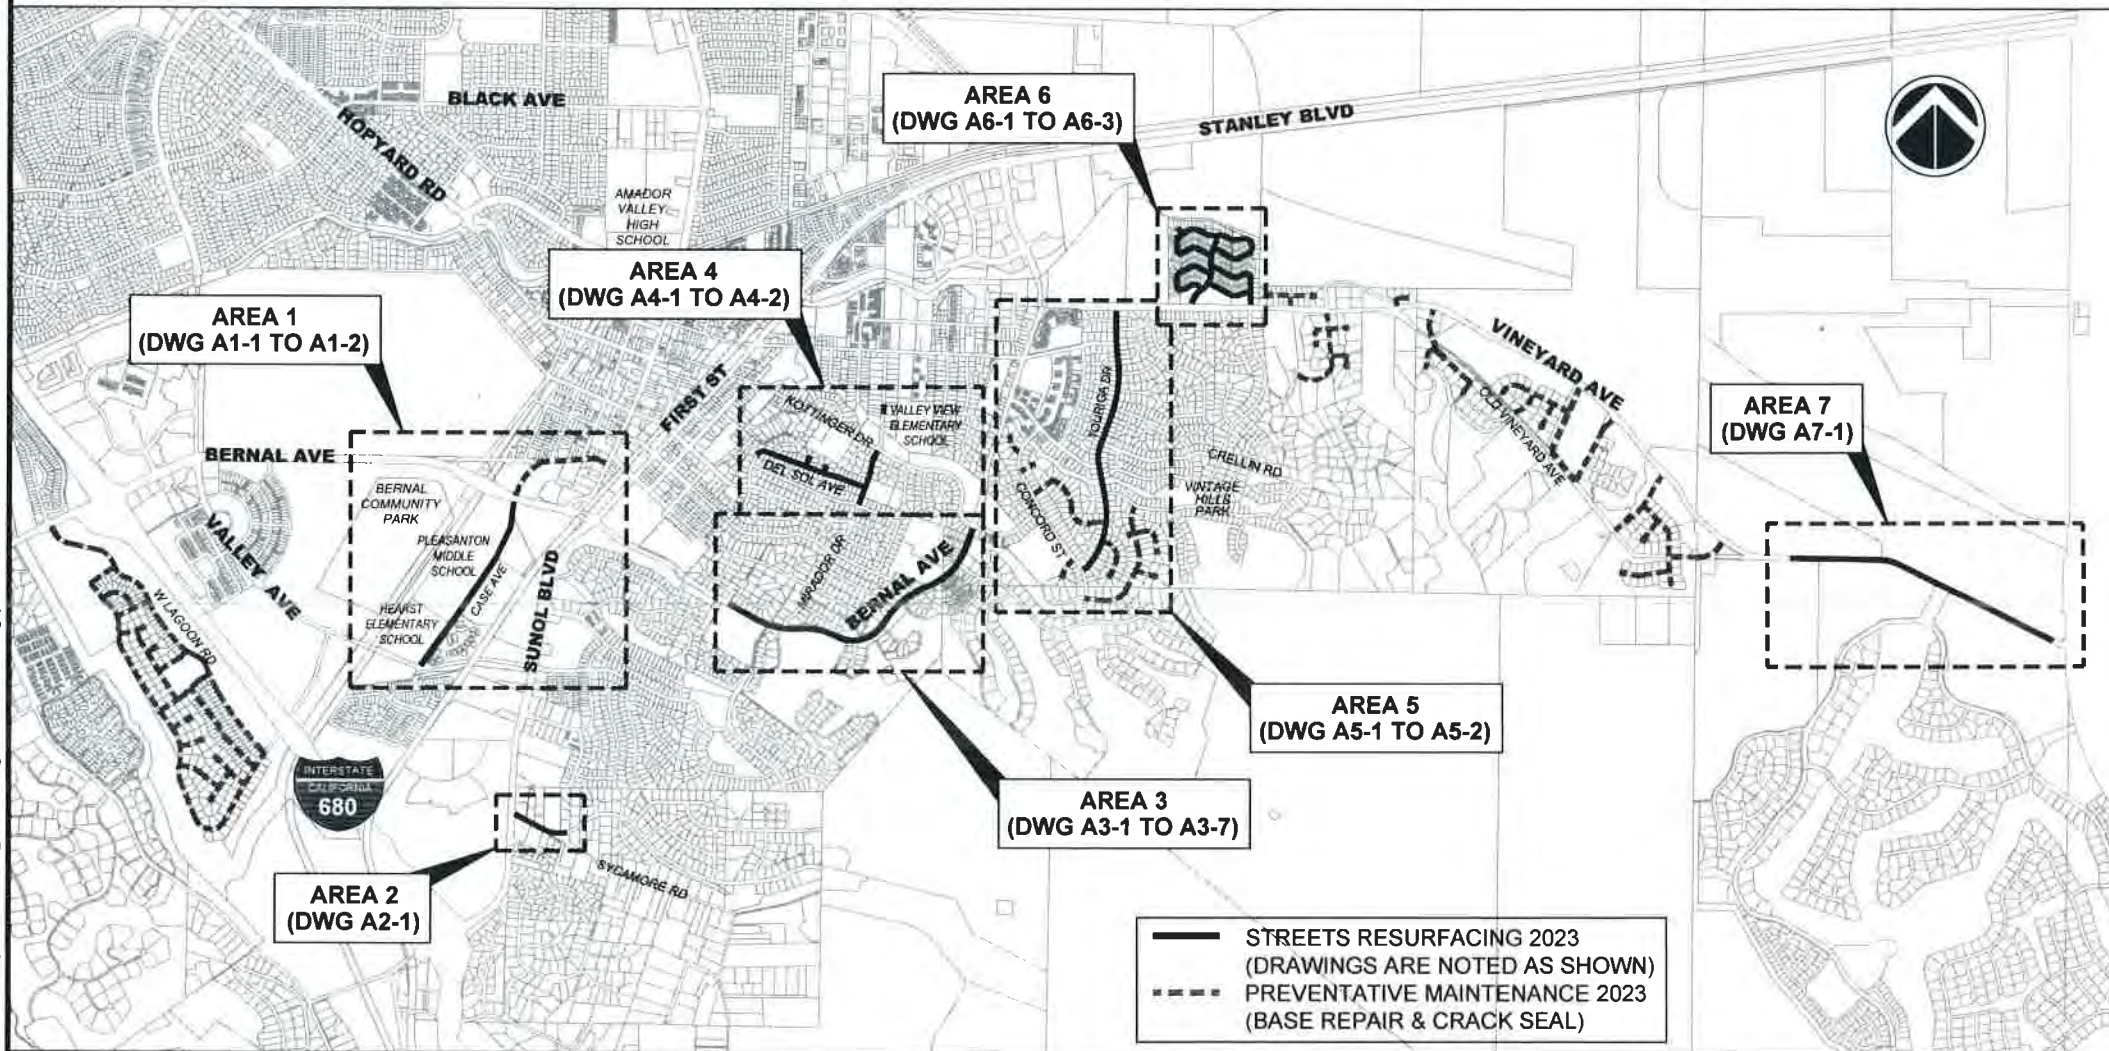 BLACK AVE
HOPYARD RD
AMADOR
VALLEY
HIGH
SCHOOL
AREA 6
(DWG A6-1 TO A6-3)
STANLEY BLVD
AREA 4
(DWG A4-1 TO A4-2)
AREA 1
(DWG A1-1 TO A1-2)
FIRST ST
VINEYARD AVE
OLD VINEYARD AVE
AREA 7
(DWG A7-1)
KOTTINGER DR
VALLEY VIEW
ELEMENTARY
SCHOOL
DEL SOL AVE
TOURIGA DR
CRELLIN RD
VINTAGE
HILLS
PARK
CONCORD ST
BERNAL AVE
BERNAL
COMMUNITY
PARK
PLEASANTON
MIDDLE
SCHOOL
VALLEY AVE
W LAGOON RD
HEARST
ELEMENTARY
SCHOOL
CASE AVE
SUNOL BLVD
MIRADOR DR
BERNAL AVE
AREA 5
(DWG A5-1 TO A5-2)
INTERSTATE
CALIFORNIA
680
AREA 3
(DWG A3-1 TO A3-7)
SYCAMORE RD
AREA 2
(DWG A2-1)
STREETS RESURFACING 2023
(DRAWINGS ARE NOTED AS SHOWN)
PREVENTATIVE MAINTENANCE 2023
(BASE REPAIR & CRACK SEAL)